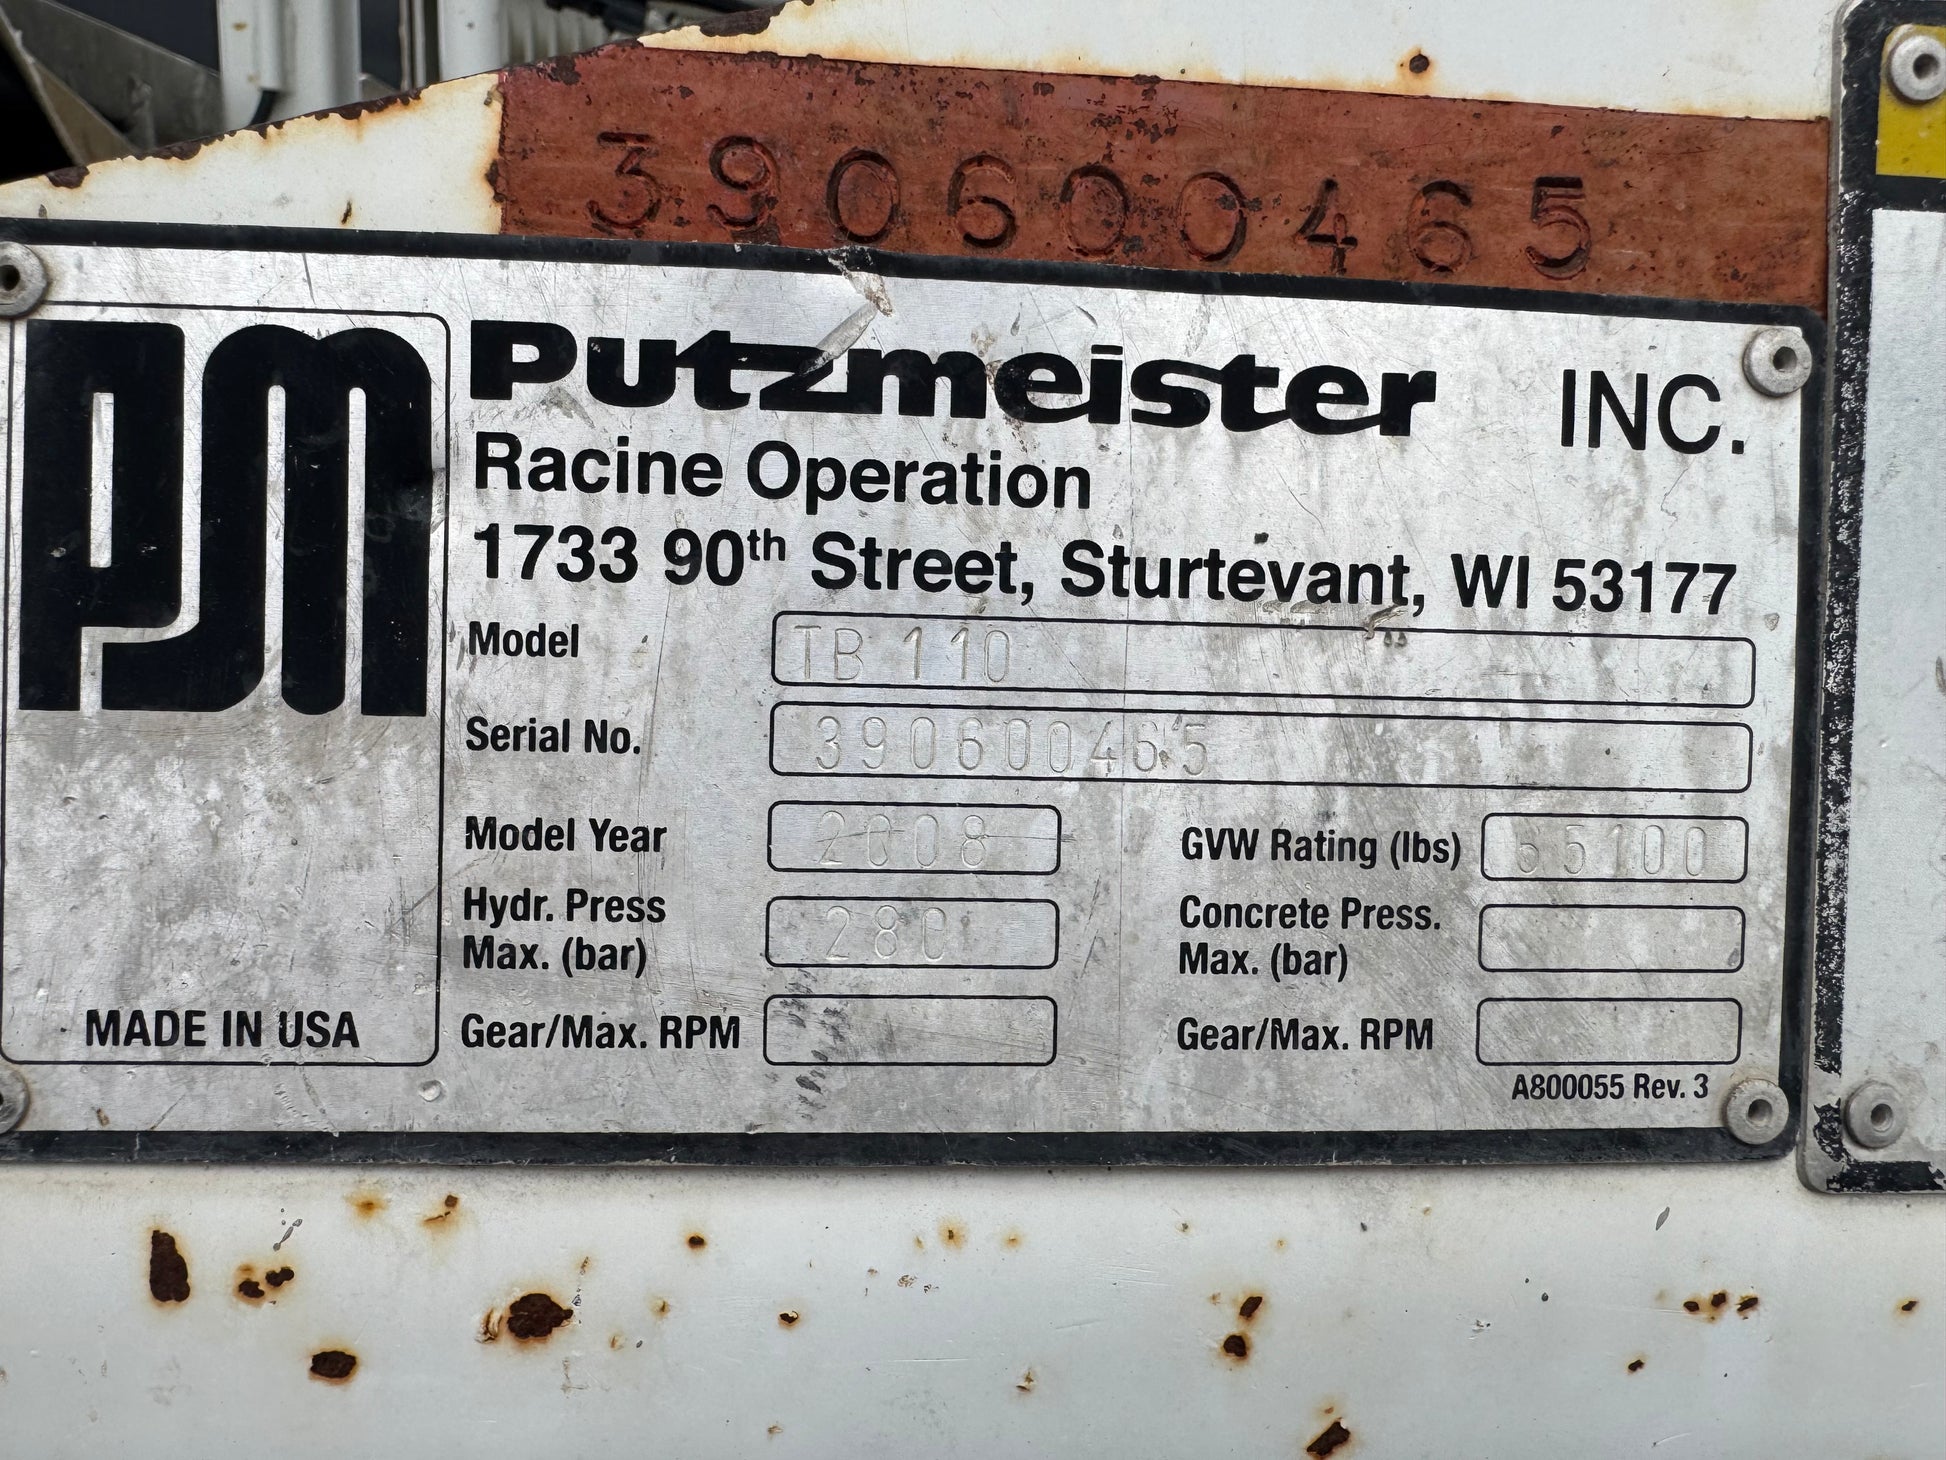 390600465
PM
Putzmeister INC.
Racine Operation
1733 90th Street, Sturtevant, WI 53177
Model TB 110
Serial No. 390600465
Model Year 2008 GVW Rating (lbs) 65100
Hydr. Press Max. (bar) 280 Concrete Press. Max. (bar)
Gear/Max. RPM Gear/Max. RPM
MADE IN USA
A800055 Rev. 3